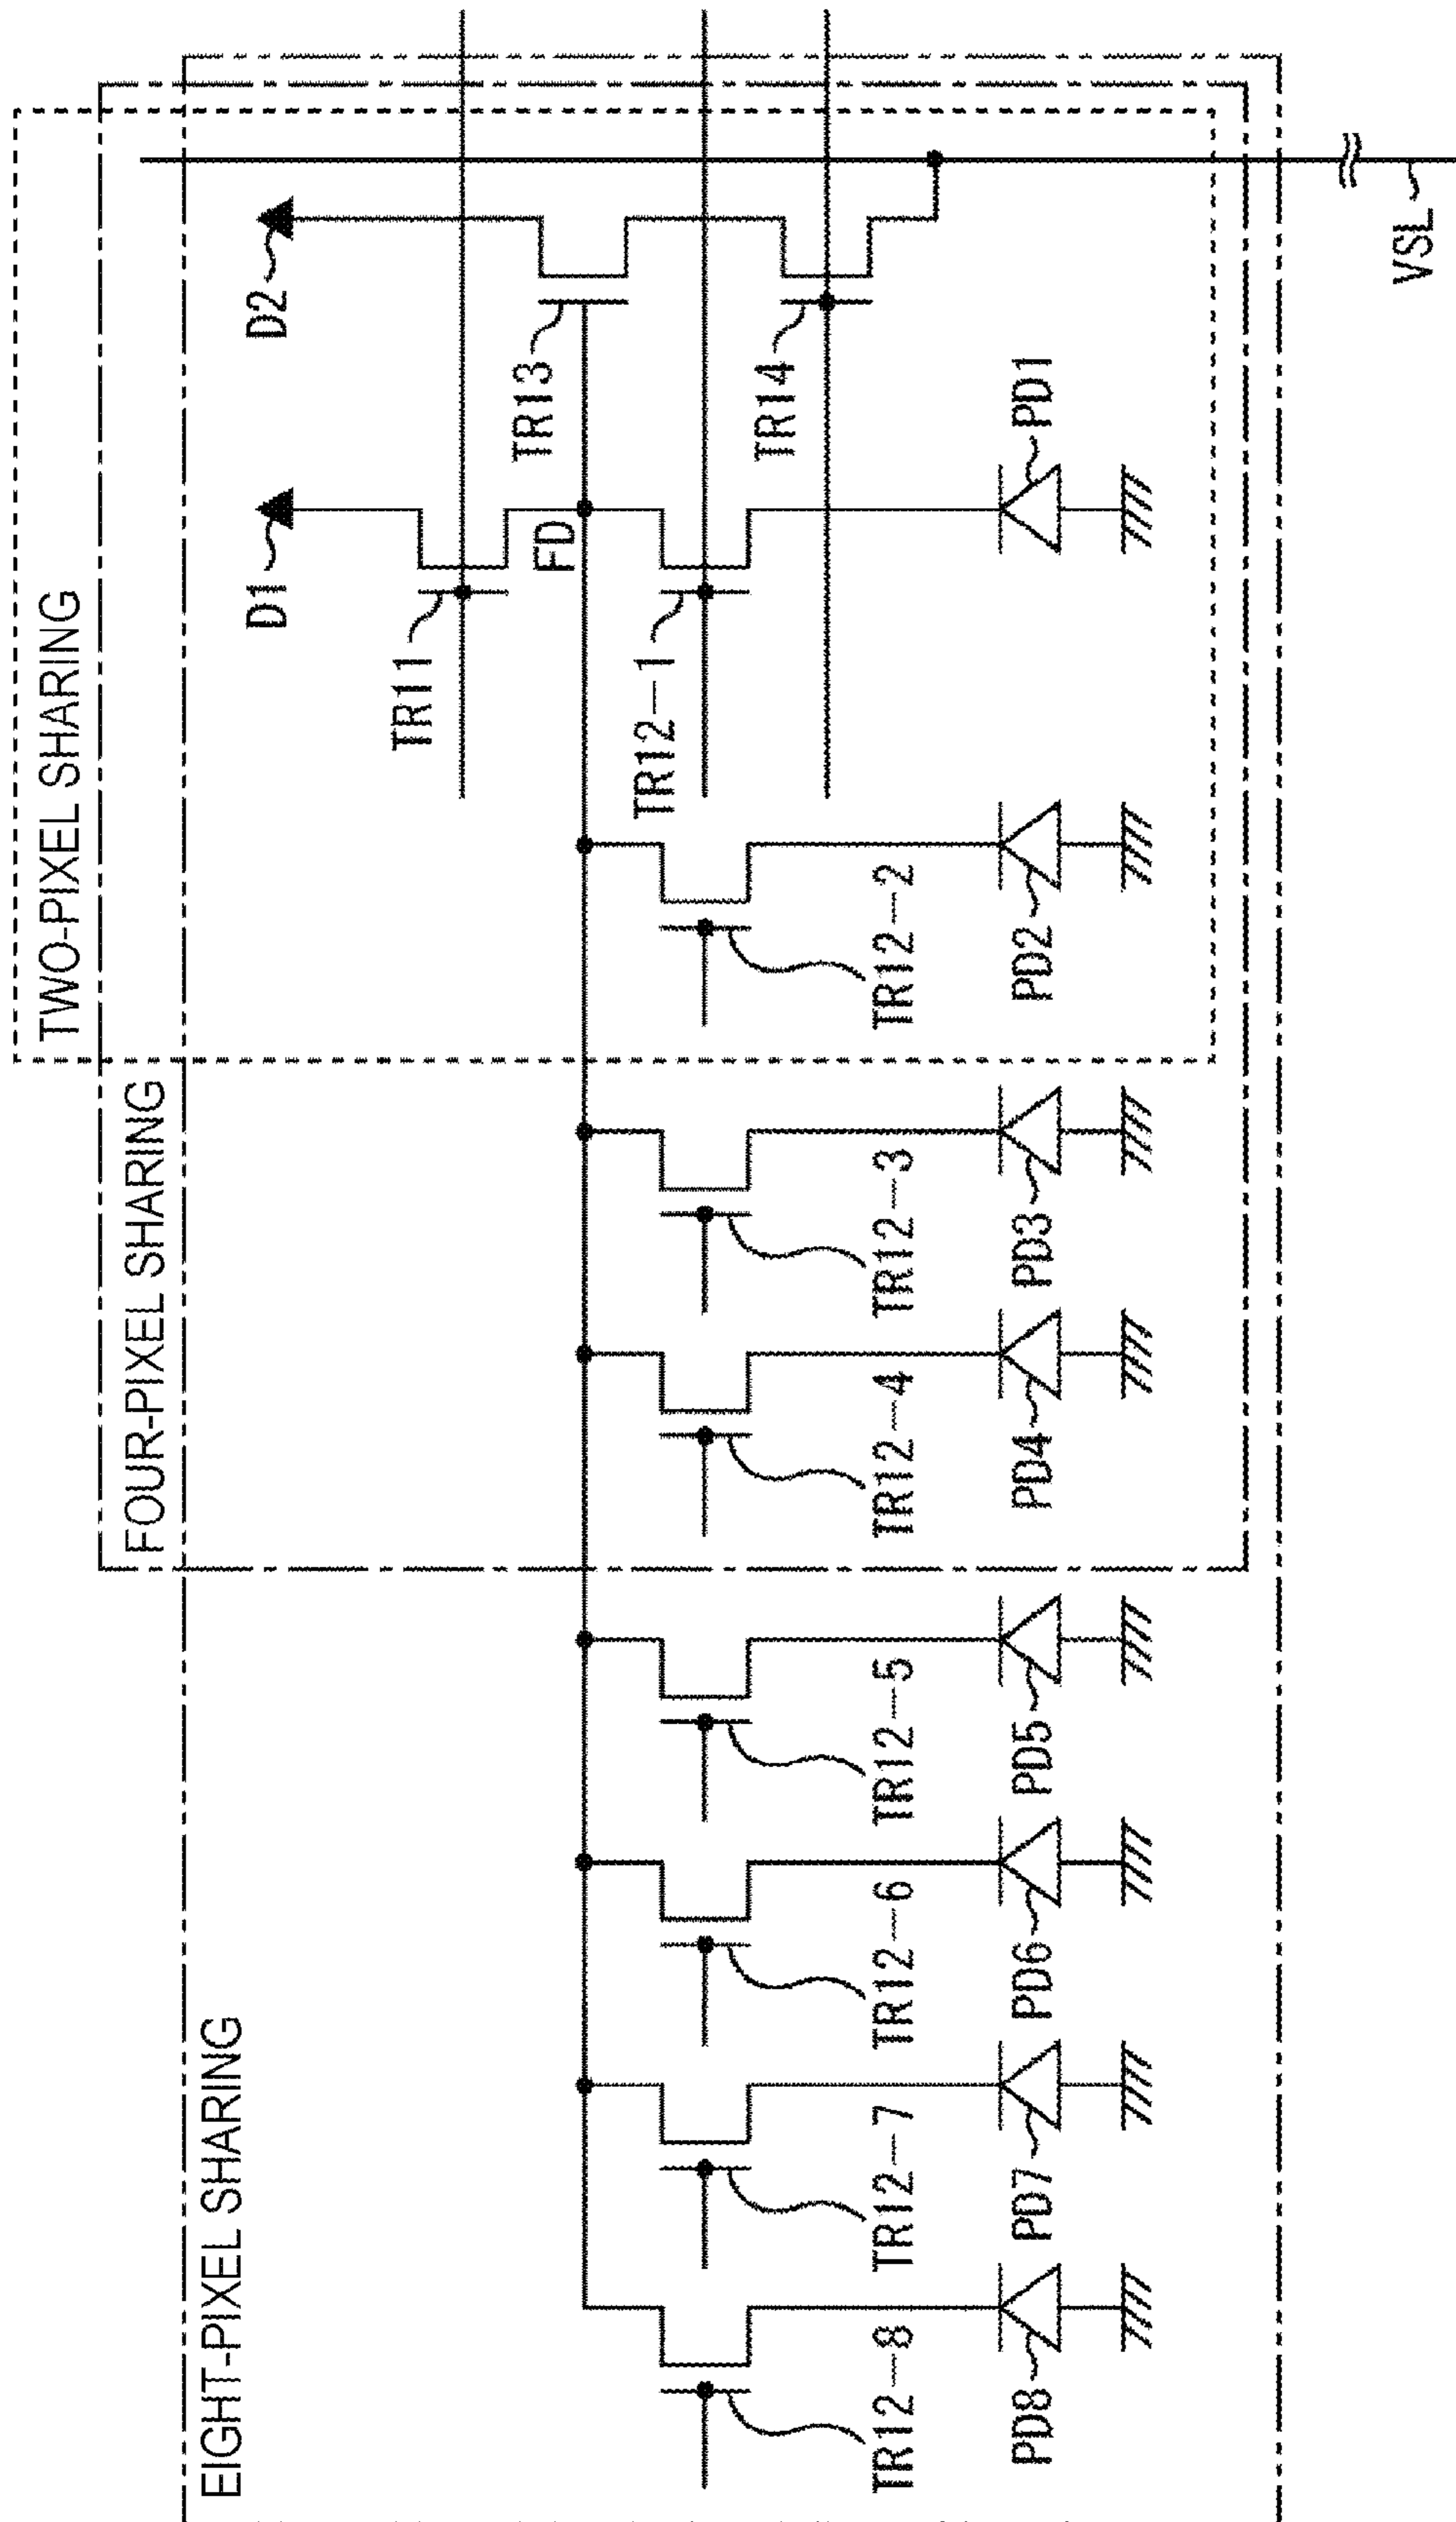 TWO-PIXEL SHARING
FOUR-PIXEL SHARING
EIGHT-PIXEL SHARING
D1
D2
TR11
TR13
FD
TR12-8
TR12-7
TR12-6
TR12-5
TR12-4
TR12-3
TR12-2
TR12-1
TR14
PD8
PD7
PD6
PD5
PD4
PD3
PD2
PD1
VSL